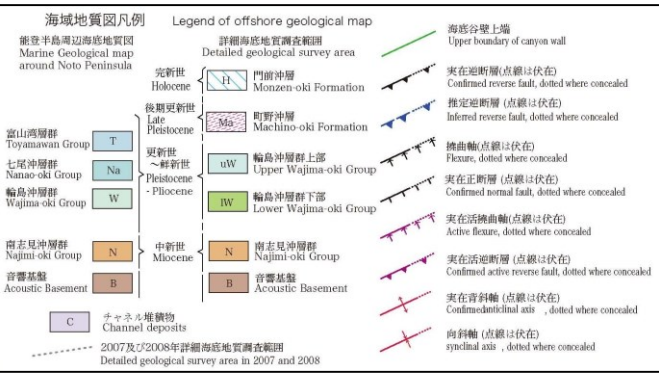 海域地質図凡例 Legend of offshore geological map
能登半島周辺海底地質図
Marine Geological map
around Noto Peninsula
詳細海底地質調査範囲
Detailed geological survey area
完新世
Holocene
H
門前沖層
Monzen-oki Formation
後期更新世
Late
Pleistocene
Ma
町野沖層
Machino-oki Formation
富山湾層群
Toyamawan Group
T
七尾沖層群
Nanao-oki Group
Na
輪島沖層群
Wajima-oki Group
W
更新世
～鮮新世
Pleistocene
- Pliocene
uW
輪島沖層群上部
Upper Wajima-oki Group
lW
輪島沖層群下部
Lower Wajima-oki Group
南志見沖層群
Najimi-oki Group
N
音響基盤
Acoustic Basement
B
中新世
Miocene
N
南志見沖層群
Najimi-oki Group
B
音響基盤
Acoustic Basement
C
チャネル堆積物
Channel deposits
2007及び2008年詳細海底地質調査範囲
Detailed geological survey area in 2007 and 2008
海底谷壁上端
Upper boundary of canyon wall
実在逆断層 (点線は伏在)
Confirmed reverse fault, dotted where concealed
推定逆断層 (点線は伏在)
Inferred reverse fault, dotted where concealed
撓曲軸(点線は伏在)
Flexure, dotted where concealed
実在正断層 (点線は伏在)
Confirmed normal fault, dotted where concealed
実在活撓曲軸(点線は伏在)
Active flexure, dotted where concealed
実在活逆断層 (点線は伏在)
Confirmed active reverse fault, dotted where concealed
実在背斜軸 (点線は伏在)
Confirmedanticlinal axis , dotted where concealed
向斜軸 (点線は伏在)
synclinal axis , dotted where concealed